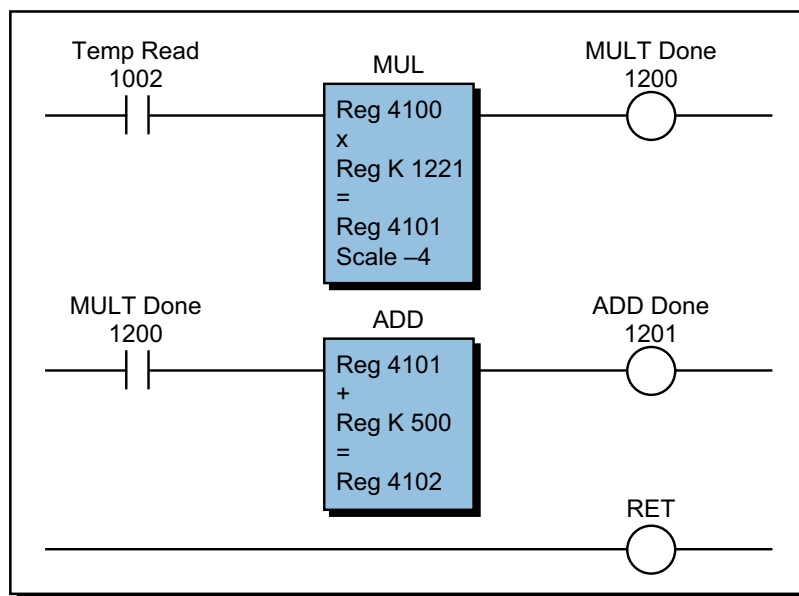 Temp Read
1002
MUL
MULT Done
1200
Reg 4100
x
Reg K 1221
=
Reg 4101
Scale –4
MULT Done
1200
ADD
ADD Done
1201
Reg 4101
+
Reg K 500
=
Reg 4102
RET